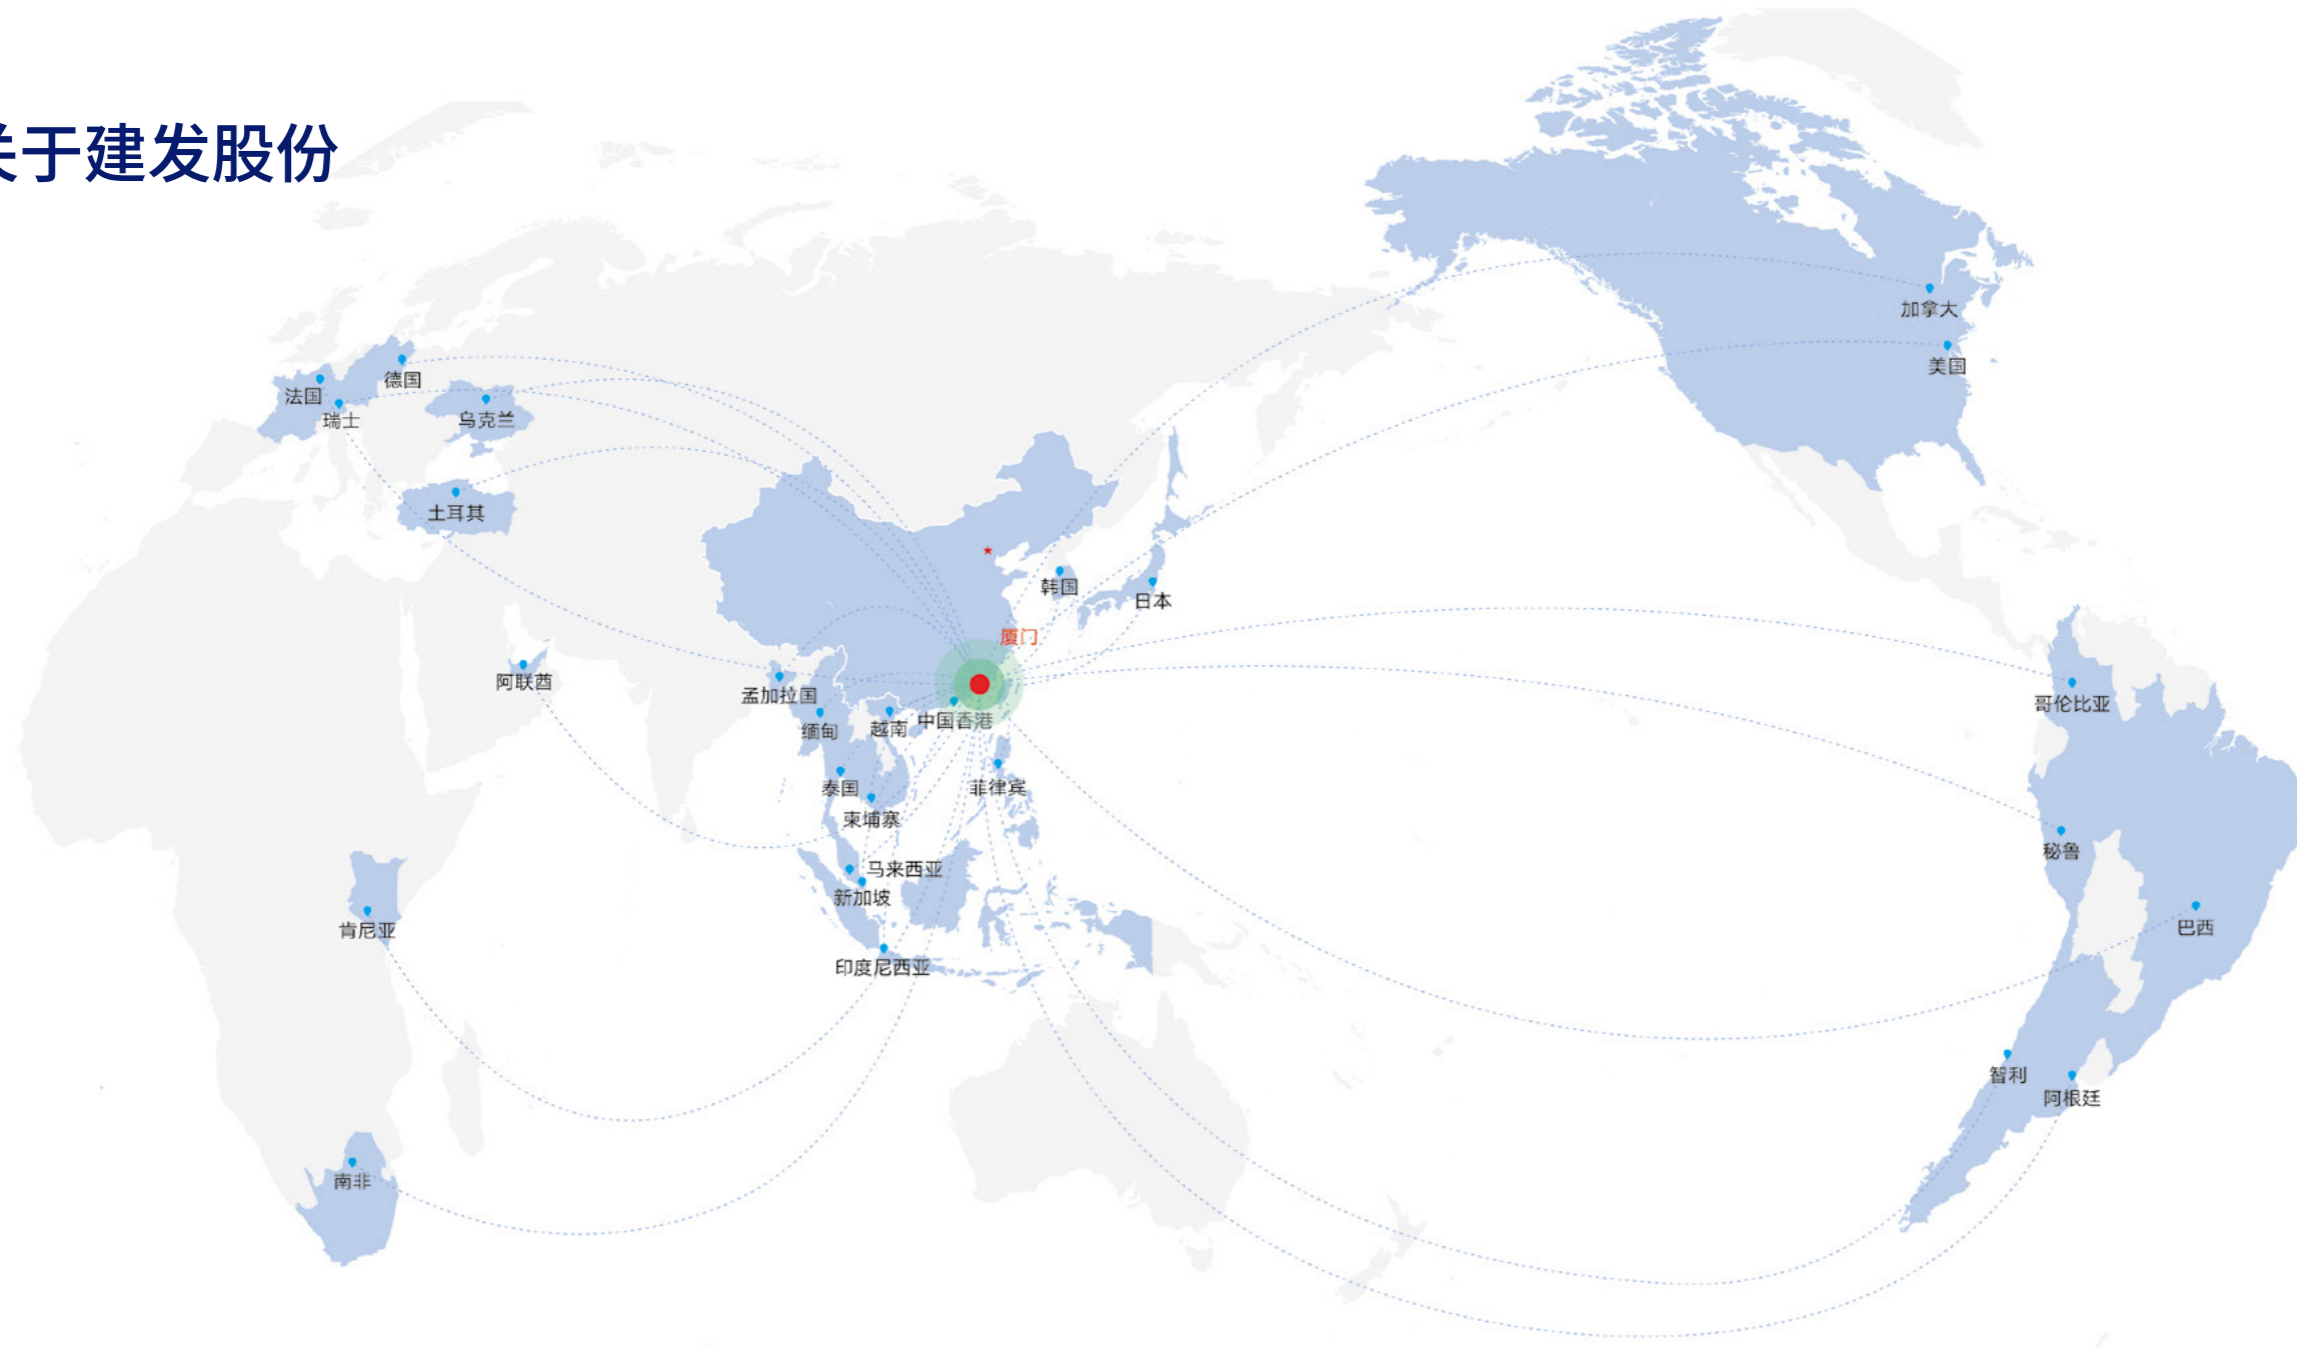 关于建发股份
加拿大
美国
德国
法国
瑞士
乌克兰
土耳其
韩国
日本
厦门
阿联酋
孟加拉国
缅甸
越南
中国香港
哥伦比亚
泰国
菲律宾
柬埔寨
马来西亚
新加坡
秘鲁
肯尼亚
巴西
印度尼西亚
智利
阿根廷
南非